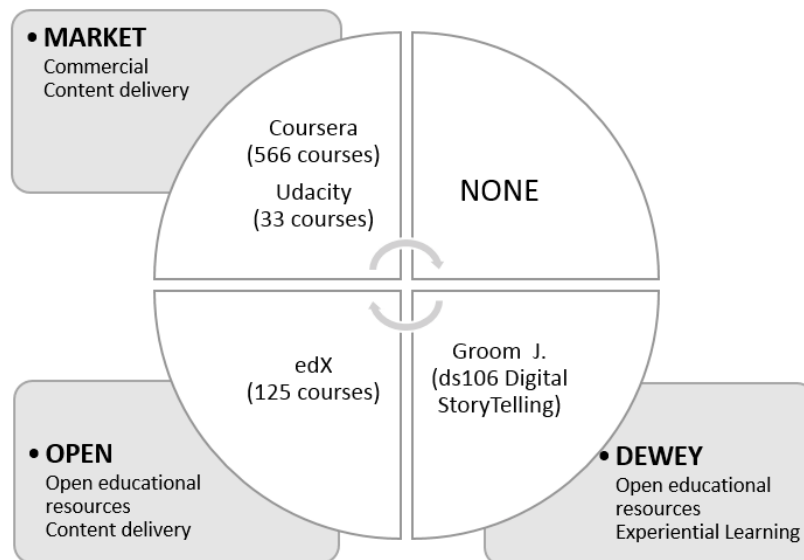 • MARKET
Commercial
Content delivery
Coursera
(566 courses)
Udacity
(33 courses)
NONE
edX
(125 courses)
Groom J.
(ds106 Digital
StoryTelling)
• OPEN
Open educational
resources
Content delivery
• DEWEY
Open educational
resources
Experiential Learning